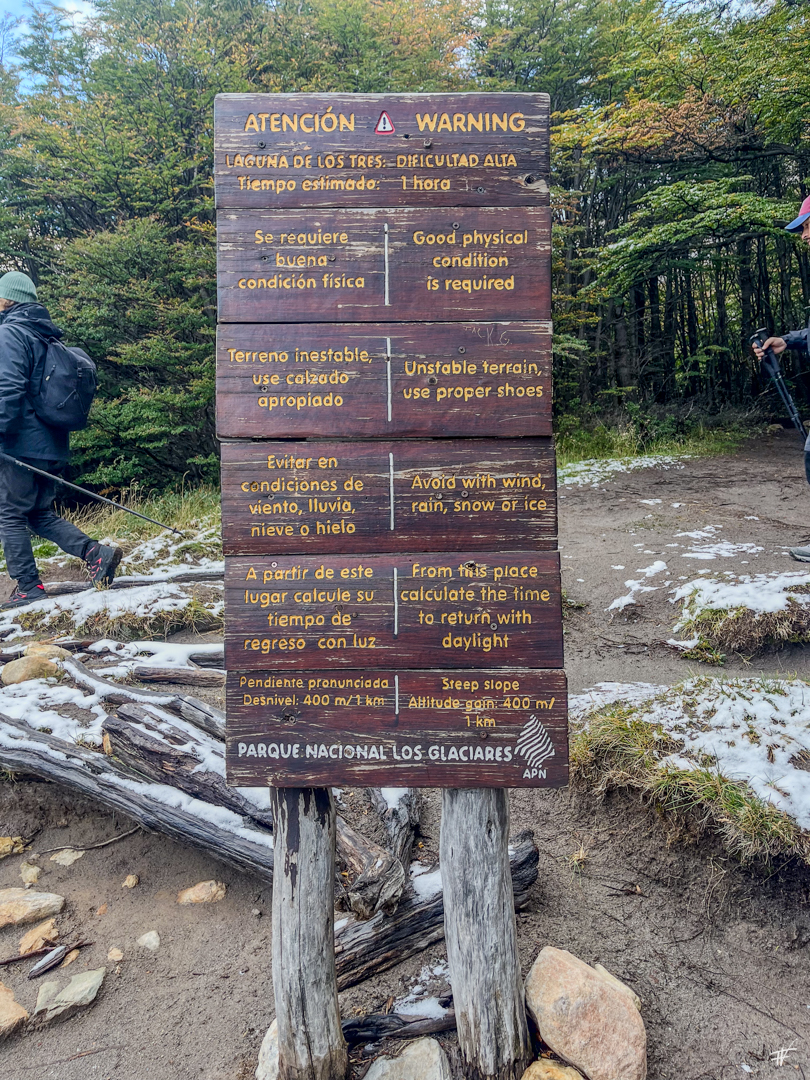 ATENCIÓN WARNING
LAGUNA DE LOS TRES: DIFICULTAD ALTA
Tiempo estimado: 1 hora
Se requiere
buena
condición física
Good physical
condition
is required
Terreno inestable,
use calzado
apropiado
Unstable terrain,
use proper shoes
Evitar en
condiciones de
viento, lluvia,
nieve o hielo
Avoid with wind,
rain, snow or ice
A partir de este
lugar calcule su
tiempo de
regreso con luz
From this place
calculate the time
to return with
daylight
Pendiente pronunciada
Desnivel: 400 m/1 km
Steep slope
Altitude gain: 400 m/
1 km
PARQUE NACIONAL LOS GLACIARES
APN